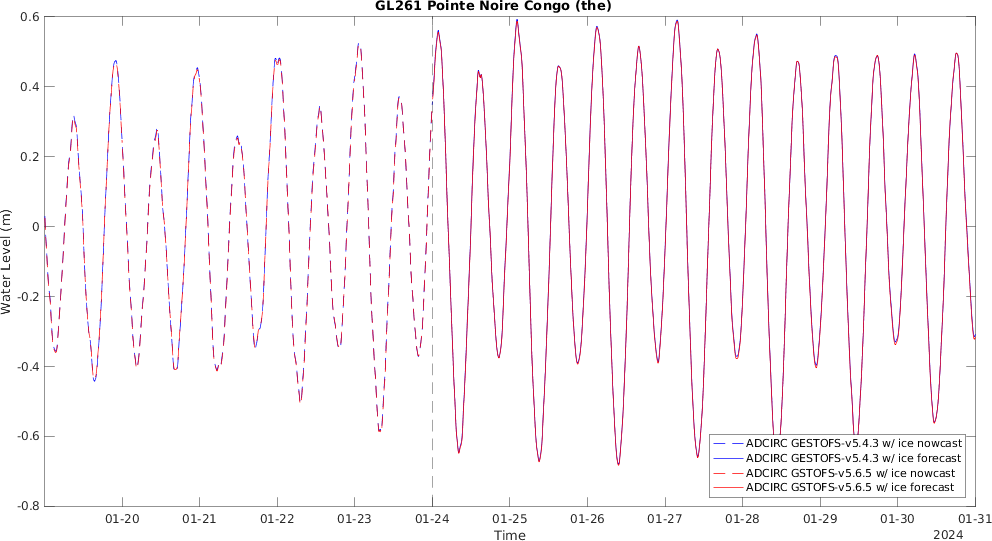 GL261 Pointe Noire Congo (the)
0.6
0.4
0.2
0
-0.2
-0.4
-0.6
-0.8
Water Level (m)
ADCIRC GESTOFS-v5.4.3 w/ ice nowcast
ADCIRC GESTOFS-v5.4.3 w/ ice forecast
ADCIRC GSTOFS-v5.6.5 w/ ice nowcast
ADCIRC GSTOFS-v5.6.5 w/ ice forecast
01-20 01-21 01-22 01-23 01-24 01-25 01-26 01-27 01-28 01-29 01-30 01-31
Time
2024